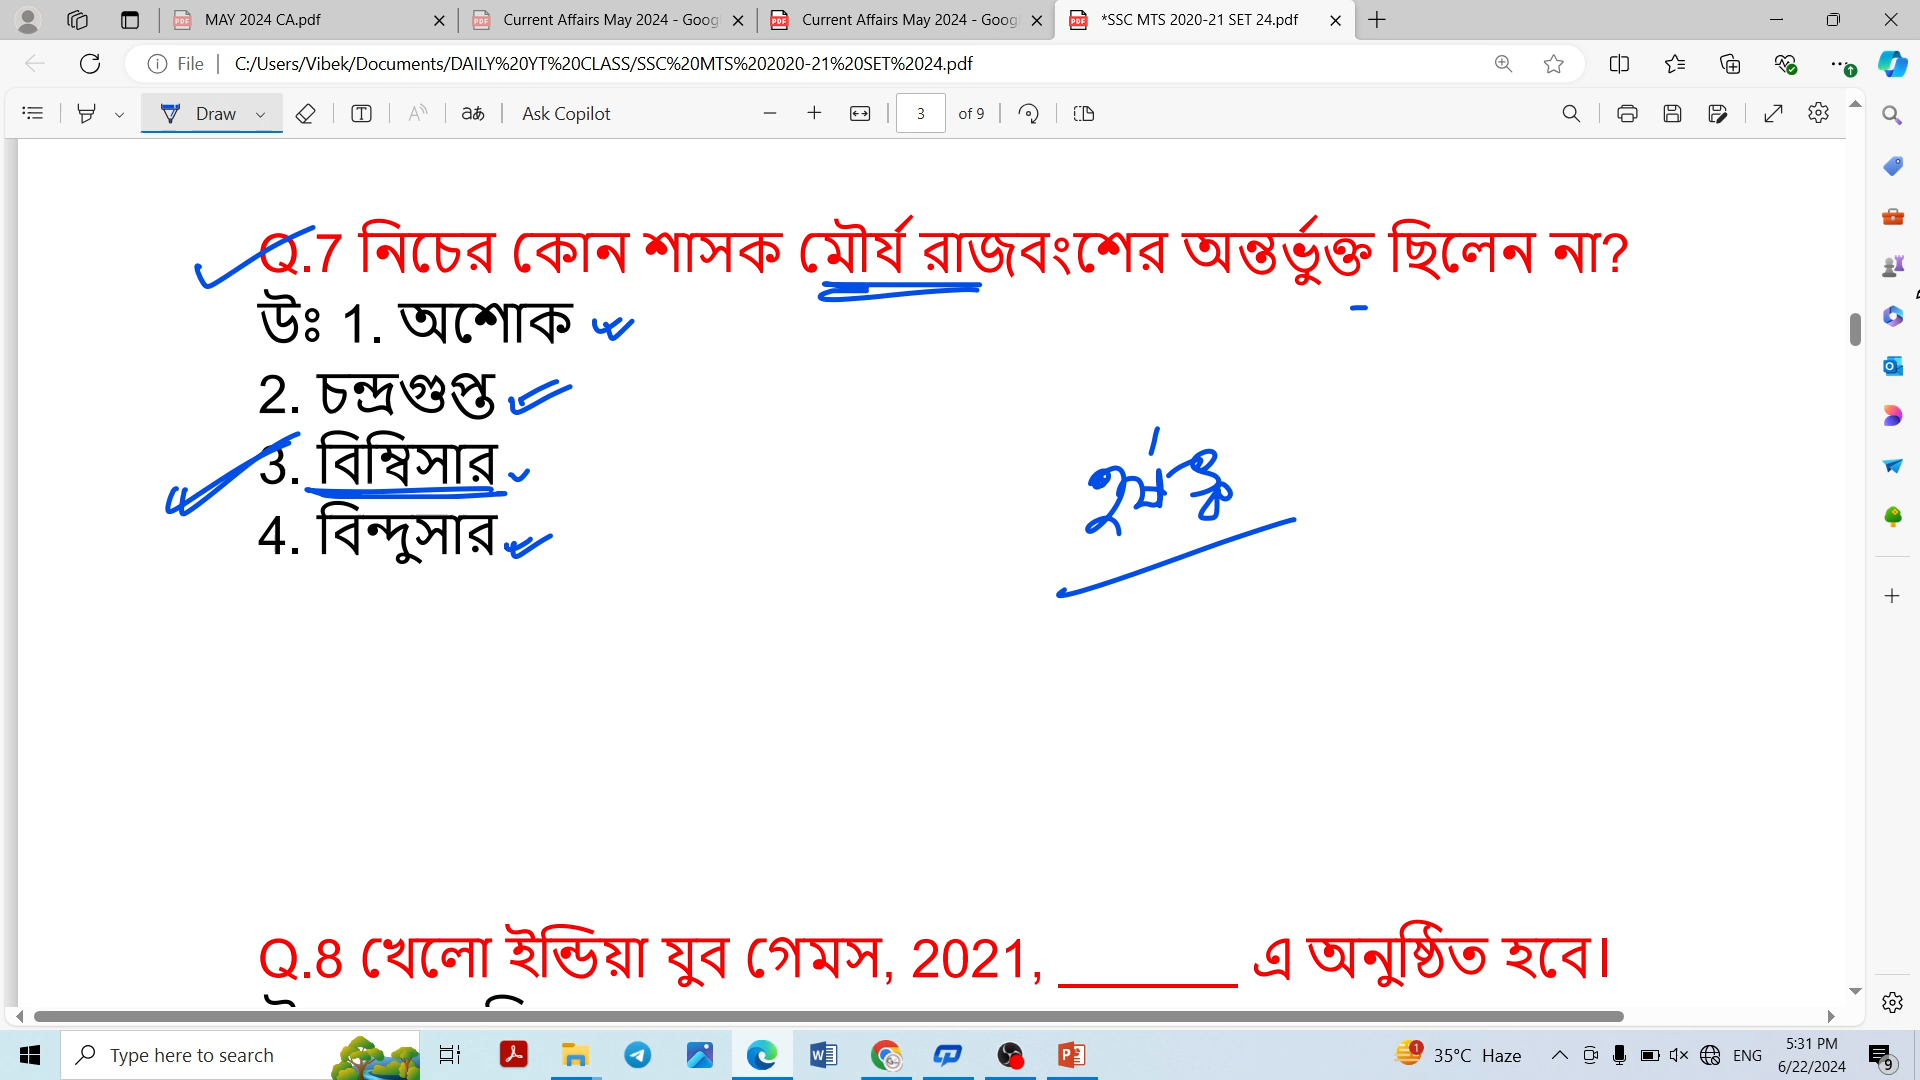 MAY 2024 CA.pdf
Current Affairs May 2024 - Goog
Current Affairs May 2024 - Goog
*SSC MTS 2020-21 SET 24.pdf
File
C:/Users/Vibek/Documents/DAILY%20YT%20CLASS/SSC%20MTS%202020-21%20SET%2024.pdf
Draw
Ask Copilot
3 of 9
Q.7 নিচের কোন শাসক মৌর্য রাজবংশের অন্তর্ভুক্ত ছিলেন না?
উঃ 1. অশোক
2. চন্দ্রগুপ্ত
3. বিম্বিসার
4. বিন্দুসার
Q.8 খেলো ইন্ডিয়া যুব গেমস, 2021, _______ এ অনুষ্ঠিত হবে।
Type here to search
35°C Haze
ENG
5:31 PM
6/22/2024
9